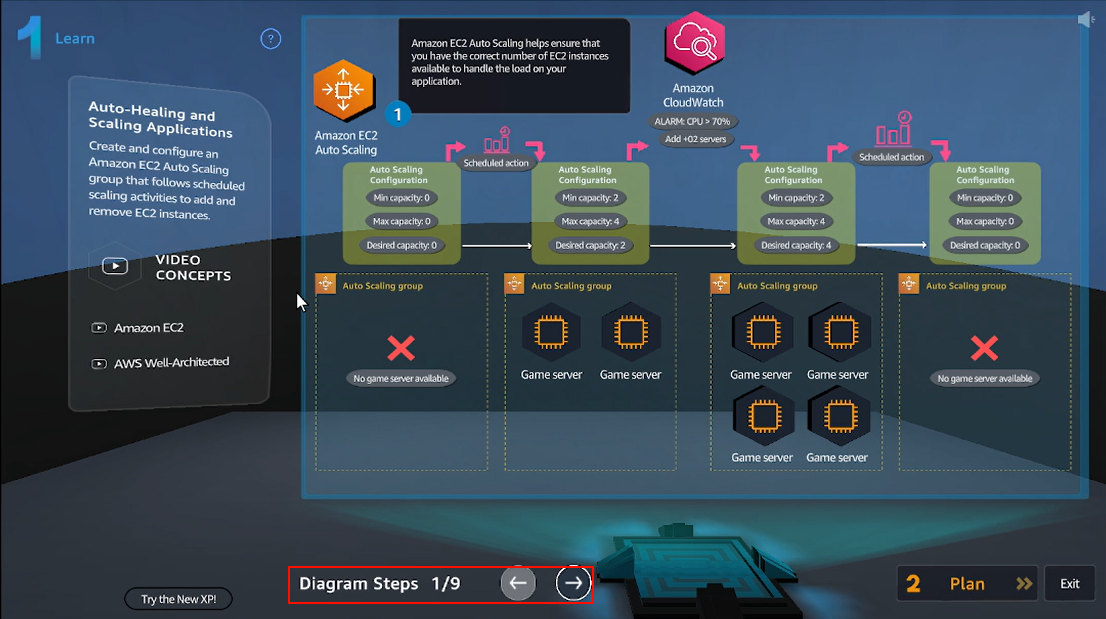 1
Learn
?
Auto-Healing and
Scaling Applications
Create and configure an
Amazon EC2 Auto Scaling
group that follows scheduled
scaling activities to add and
remove EC2 instances.
VIDEO
CONCEPTS
Amazon EC2
AWS Well-Architected
Try the New XP!
Amazon EC2 Auto Scaling helps ensure that
you have the correct number of EC2 instances
available to handle the load on your
application.
1
Amazon EC2
Auto Scaling
Amazon
CloudWatch
ALARM: CPU > 70%
Add +02 servers
Scheduled action
Scheduled action
Auto Scaling
Configuration
Min capacity: 0
Max capacity: 0
Desired capacity: 0
Auto Scaling
Configuration
Min capacity: 2
Max capacity: 4
Desired capacity: 2
Auto Scaling
Configuration
Min capacity: 2
Max capacity: 4
Desired capacity: 4
Auto Scaling
Configuration
Min capacity: 0
Max capacity: 0
Desired capacity: 0
Auto Scaling group
No game server available
Auto Scaling group
Game server Game server
Auto Scaling group
Game server Game server
Game server Game server
Auto Scaling group
No game server available
Diagram Steps 1/9
2 Plan
Exit